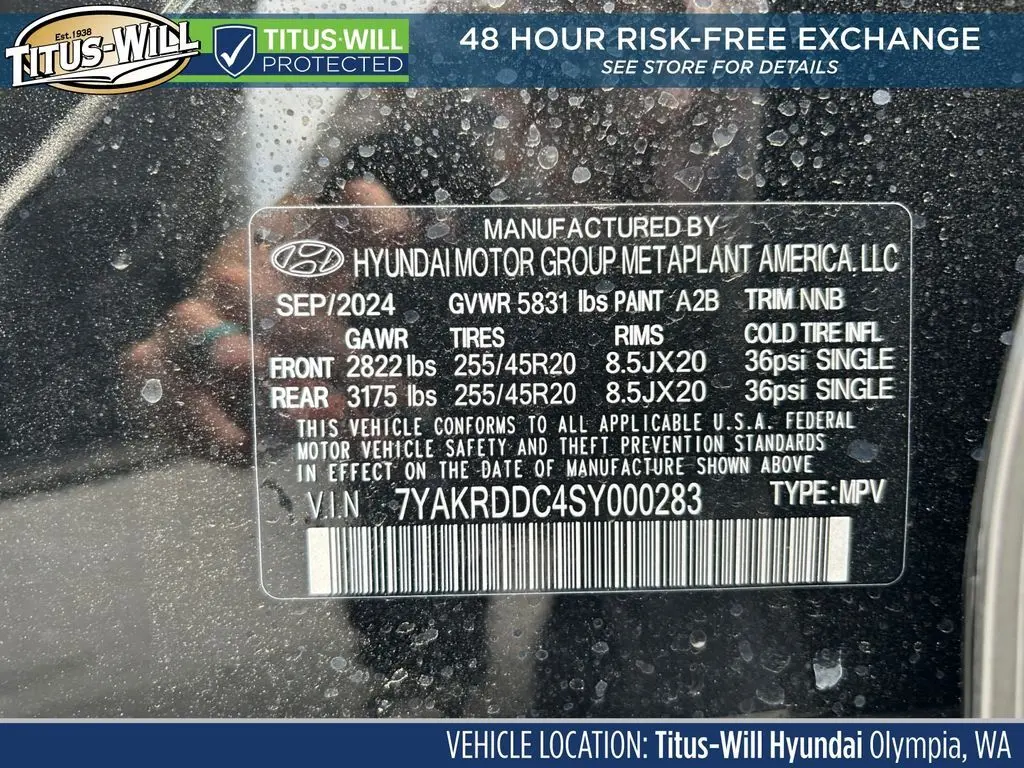 Est. 1938
TITUS-WILL
TITUS-WILL
PROTECTED
48 HOUR RISK-FREE EXCHANGE
SEE STORE FOR DETAILS
MANUFACTURED BY
HYUNDAI MOTOR GROUP METAPLANT AMERICA. LLC
SEP/2024 GVWR 5831 lbs PAINT A2B TRIM NNB
GAWR TIRES RIMS COLD TIRE INFL
FRONT 2822 lbs 255/45R20 8.5JX20 36psi SINGLE
REAR 3175 lbs 255/45R20 8.5JX20 36psi SINGLE
THIS VEHICLE CONFORMS TO ALL APPLICABLE U.S.A. FEDERAL
MOTOR VEHICLE SAFETY AND THEFT PREVENTION STANDARDS
IN EFFECT ON THE DATE OF MANUFACTURE SHOWN ABOVE
V.I.N 7YAKRDDC4SY000283 TYPE: MPV
VEHICLE LOCATION: Titus-Will Hyundai Olympia, WA